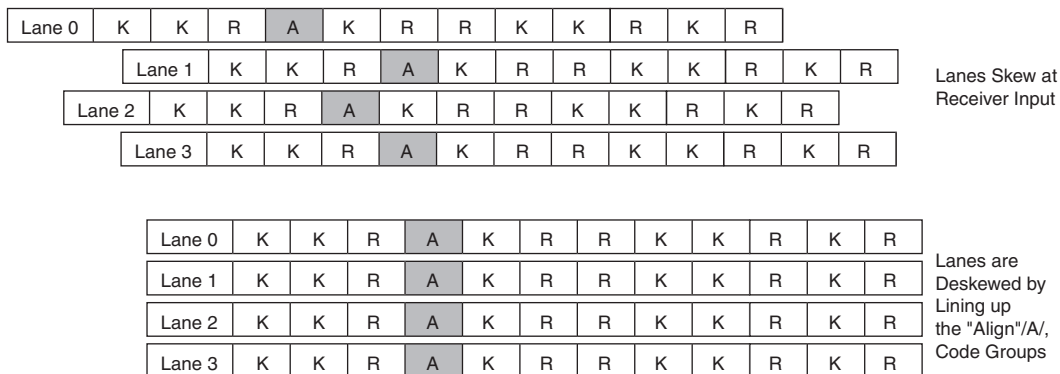 Lane 0 K K R A K R R K K R K R
Lane 1 K K R A K R R K K R K R
Lane 2 K K R A K R R K K R K R
Lane 3 K K R A K R R K K R K R
Lanes Skew at
Receiver Input
Lane 0 K K R A K R R K K R K R
Lane 1 K K R A K R R K K R K R
Lane 2 K K R A K R R K K R K R
Lane 3 K K R A K R R K K R K R
Lanes are
Deskewed by
Lining up
the "Align"/A/,
Code Groups